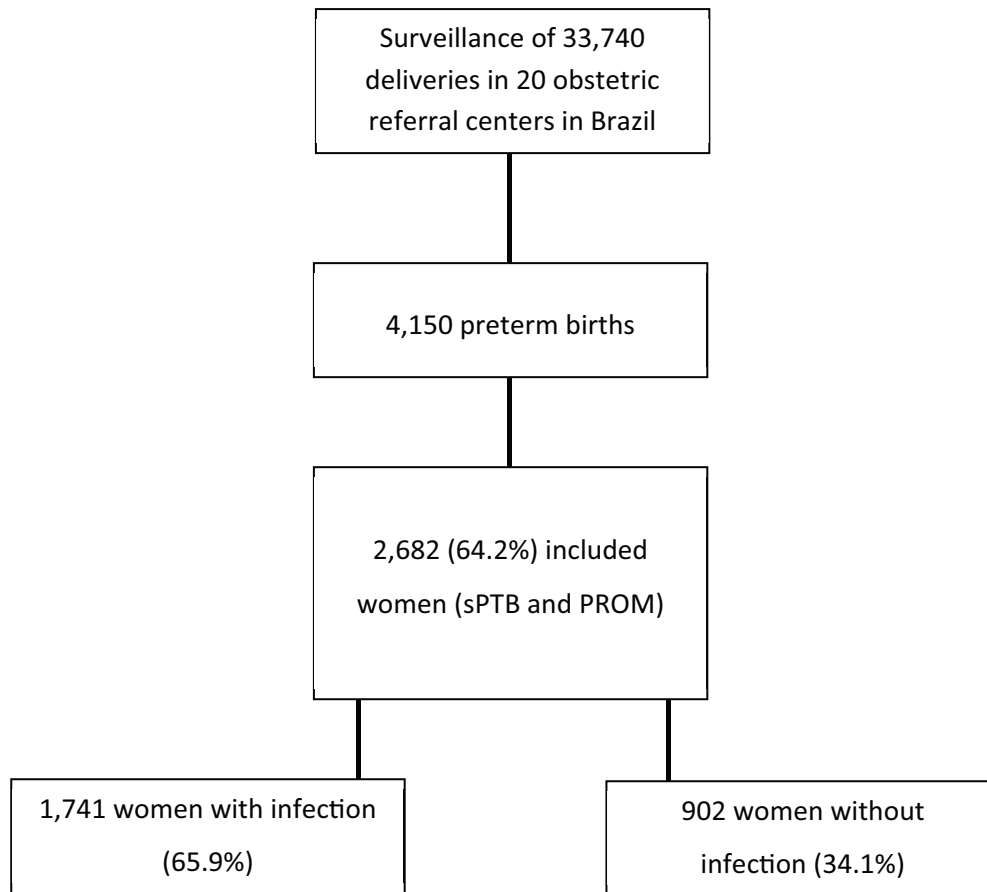 Surveillance of 33,740
deliveries in 20 obstetric
referral centers in Brazil
4,150 preterm births
2,682 (64.2%) included
women (sPTB and PROM)
1,741 women with infection
(65.9%)
902 women without
infection (34.1%)